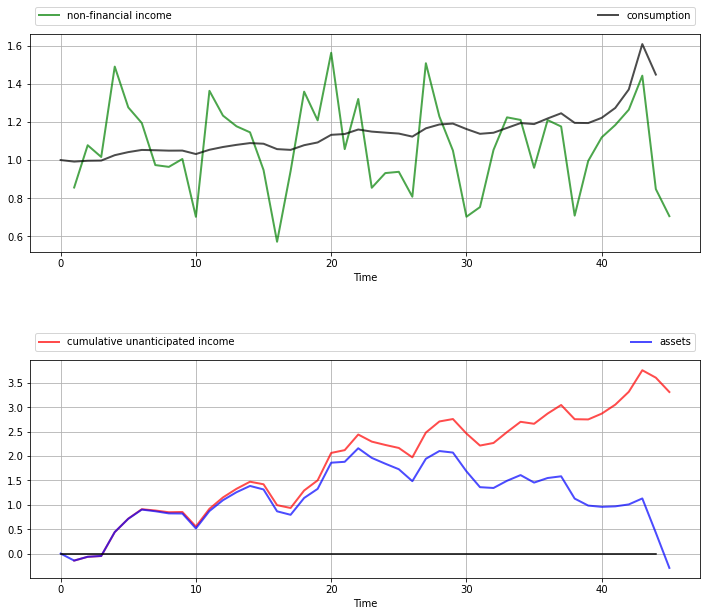 non-financial income consumption
1.6
1.4
1.2
1.0
0.8
0.6
0 10 20 30 40
Time
cumulative unanticipated income assets
3.5
3.0
2.5
2.0
1.5
1.0
0.5
0.0
0 10 20 30 40
Time